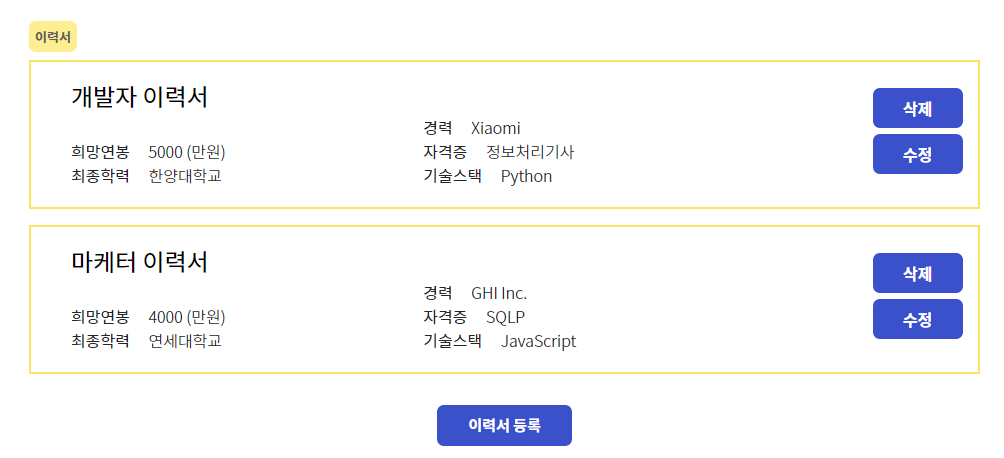 이력서
개발자 이력서
희망연봉 5000 (만원)
최종학력 한양대학교
경력 Xiaomi
자격증 정보처리기사
기술스택 Python
삭제
수정
마케터 이력서
희망연봉 4000 (만원)
최종학력 연세대학교
경력 GHI Inc.
자격증 SQLP
기술스택 JavaScript
삭제
수정
이력서 등록